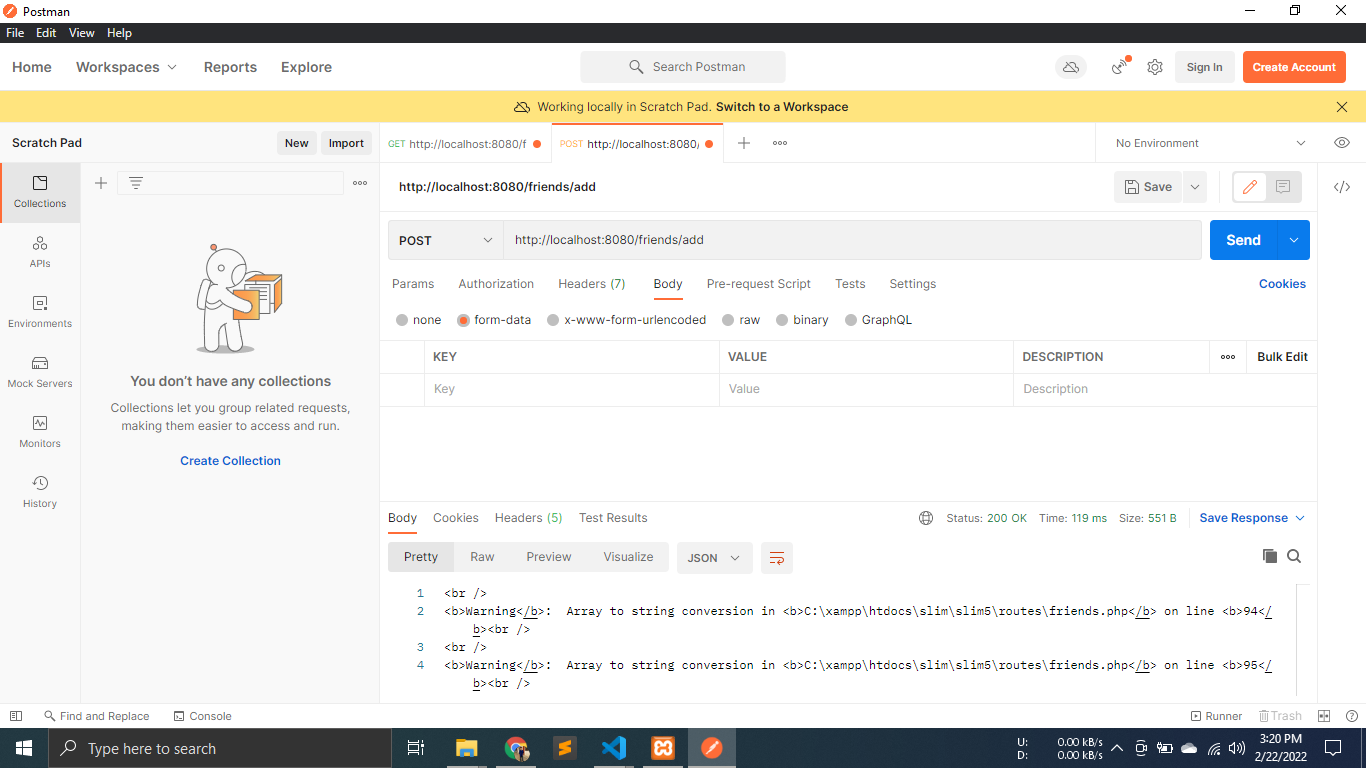 Postman
File Edit View Help
Home Workspaces Reports Explore Search Postman Sign In Create Account
Working locally in Scratch Pad. Switch to a Workspace
Scratch Pad New Import
GET http://localhost:8080/f POST http://localhost:8080/ No Environment
Collections
APIs
Environments
Mock Servers
Monitors
History
You don't have any collections
Collections let you group related requests,
making them easier to access and run.
Create Collection
http://localhost:8080/friends/add Save
POST http://localhost:8080/friends/add Send
Params Authorization Headers (7) Body Pre-request Script Tests Settings Cookies
none form-data x-www-form-urlencoded raw binary GraphQL
KEY VALUE DESCRIPTION Bulk Edit
Key Value Description
Body Cookies Headers (5) Test Results Status: 200 OK Time: 119 ms Size: 551 B Save Response
Pretty Raw Preview Visualize JSON
1 <br />
2 <b>Warning</b>:  Array to string conversion in <b>C:\xampp\htdocs\slim\slim5\routes\friends.php</b> on line <b>94</
b><br />
3 <br />
4 <b>Warning</b>:  Array to string conversion in <b>C:\xampp\htdocs\slim\slim5\routes\friends.php</b> on line <b>95</
b><br />
Find and Replace Console Runner Trash
Type here to search
U: 0.00 kB/s
D: 0.00 kB/s
3:20 PM
2/22/2022